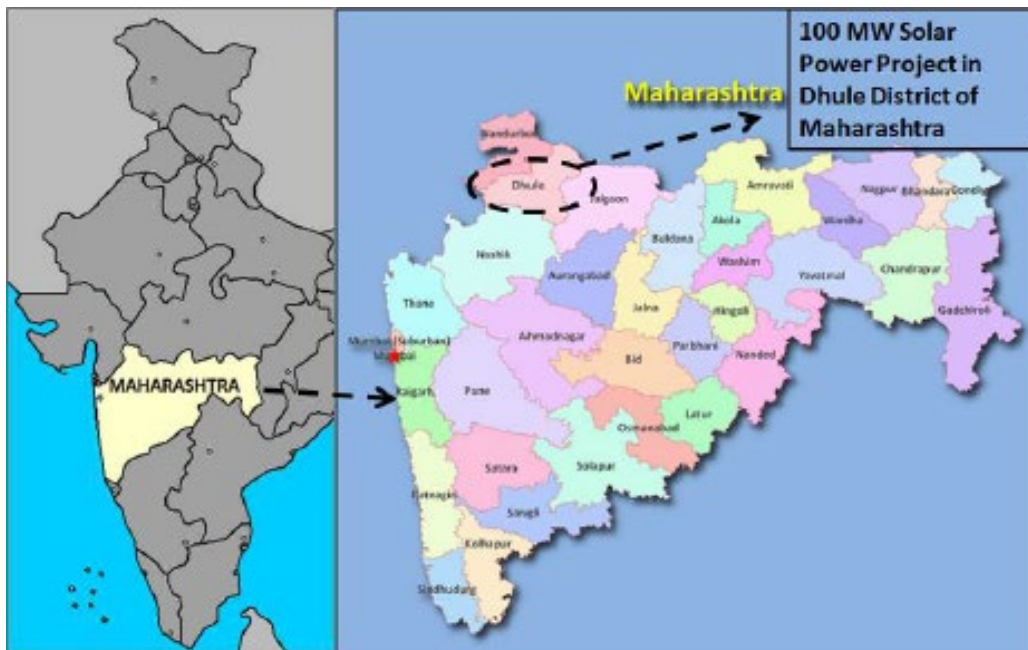 MAHARASHTRA
100 MW Solar
Power Project in
Dhule District of
Maharashtra
Maharashtra
Nandurbar
Dhule
Jalgaon
Amravati
Nagpur
Bhandara
Gondia
Akola
Wardha
Buldana
Nashik
Washim
Aurangabad
Yavatmal
Chandrapur
Thane
Jalna
Hingoli
Gadchiroli
Ahmadnagar
Mumbai (Suburban)
Mumbai
Parbhani
Bid
Nanded
Raigarh
Pune
Latur
Osmanabad
Satara
Solapur
Ratnagiri
Sangli
Kolhapur
Sindhudurg